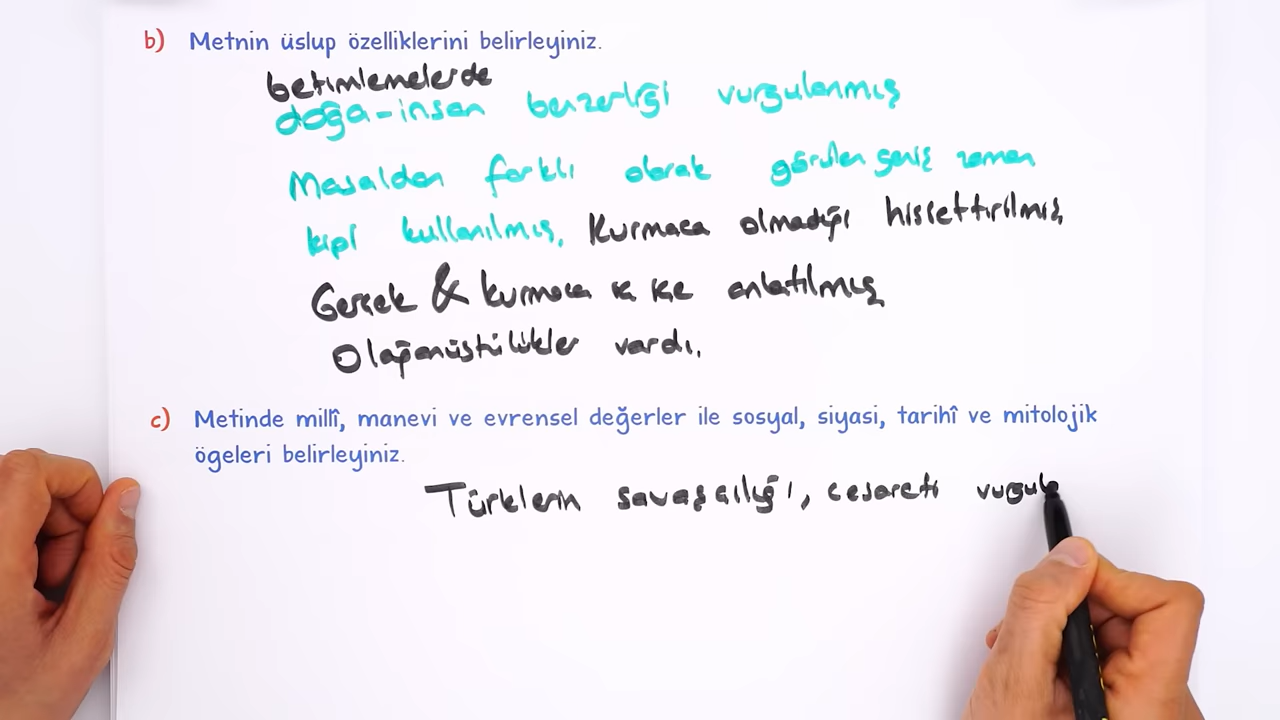 b) Metnin üslup özelliklerini belirleyiniz.
betimlemelerde
doğa-insan benzerliği vurgulanmış
Masaldan farklı olarak görülen geniş zaman
kipi kullanılmış, Kurmaca olmadığı hissettirilmiş,
Gerçek & kurmaca iç içe anlatılmış
Olağanüstülükler vardı.
c) Metinde millî, manevi ve evrensel değerler ile sosyal, siyasi, tarihî ve mitolojik
ögeleri belirleyiniz.
Türklerin savaşçılığı, cesareti vurgula